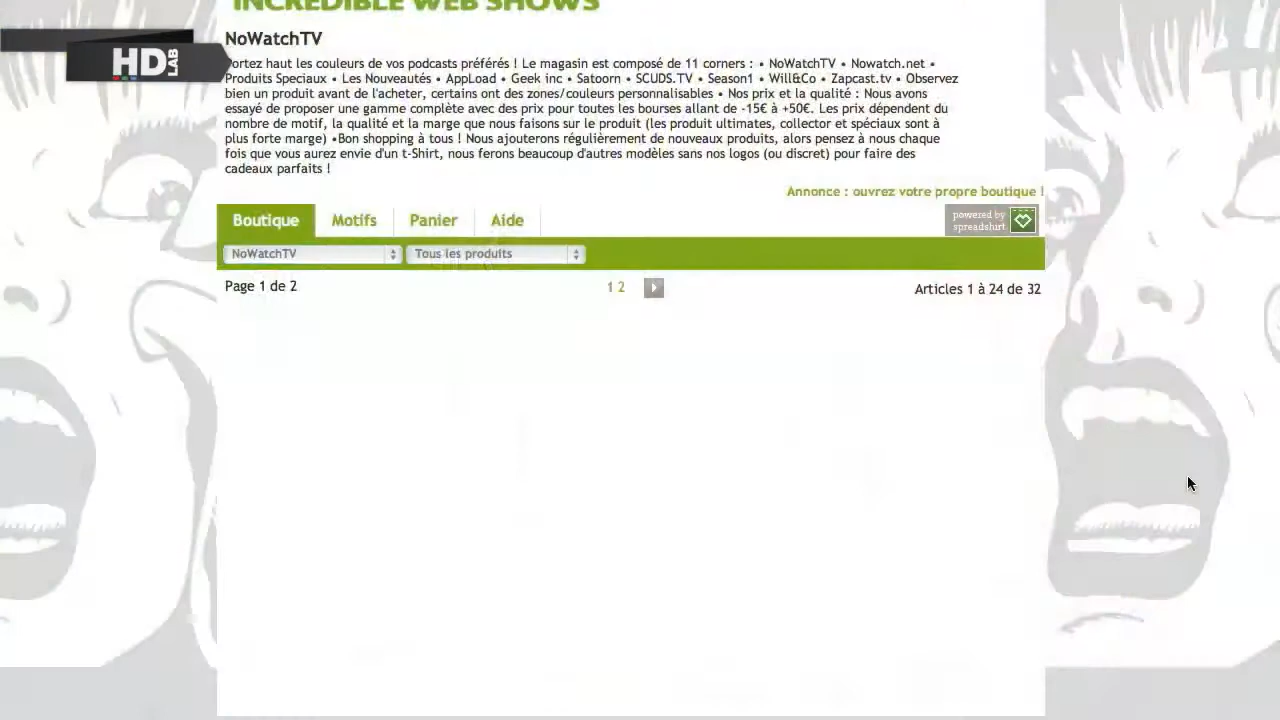 INCREDIBLE WEB SHOWS
HD LAB
NoWatchTV
ortez haut les couleurs de vos podcasts préférés ! Le magasin est composé de 11 corners : • NoWatchTV • Nowatch.net •
Produits Speciaux • Les Nouveautés • AppLoad • Geek inc • Satoorn • SCUDS.TV • Season1 • Will&Co • Zapcast.tv • Observez
bien un produit avant de l'acheter, certains ont des zones/couleurs personnalisables • Nos prix et la qualité : Nous avons
essayé de proposer une gamme complète avec des prix pour toutes les bourses allant de -15€ à +50€. Les prix dépendent du
nombre de motif, la qualité et la marge que nous faisons sur le produit (les produit ultimates, collector et spéciaux sont à
plus forte marge) •Bon shopping à tous ! Nous ajouterons régulièrement de nouveaux produits, alors pensez à nous chaque
fois que vous aurez envie d'un t-Shirt, nous ferons beaucoup d'autres modèles sans nos logos (ou discret) pour faire des
cadeaux parfaits !
Annonce : ouvrez votre propre boutique !
Boutique Motifs Panier Aide
powered by
spreadshirt
NoWatchTV Tous les produits
Page 1 de 2 1 2 Articles 1 à 24 de 32